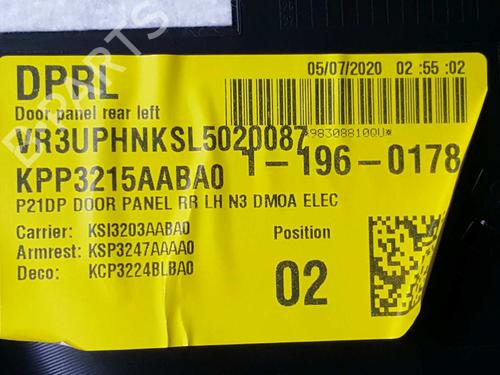 DPRL
05/07/2020 02:55:02
Door panel rear left
VR3UPHNKSL5020087
98308810QU*
KPP3215AABA0
1-196-0178
P21DP DOOR PANEL RR LH N3 DMOA ELEC
Carrier: KSI3203AABA0
Position
Armrest: KSP3247AAAA0
02
Deco: KCP3224BLBA0